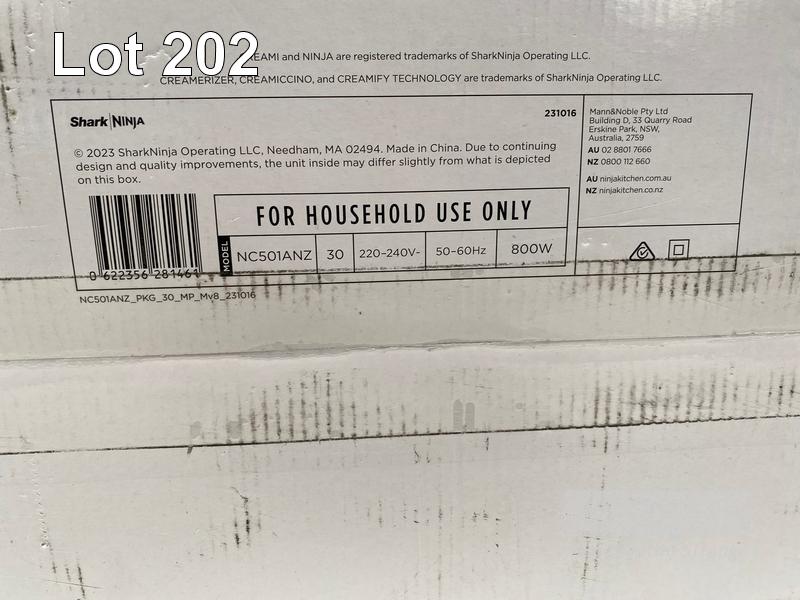 Lot 202
EAMI and NINJA are registered trademarks of SharkNinja Operating LLC.
CREAMERIZER, CREAMICCINO, and CREAMIFY TECHNOLOGY are trademarks of SharkNinja Operating LLC.
Shark|NINJA
231016
© 2023 SharkNinja Operating LLC, Needham, MA 02494. Made in China. Due to continuing
design and quality improvements, the unit inside may differ slightly from what is depicted
on this box.
Mann&Noble Pty Ltd
Building D, 33 Quarry Road
Erskine Park, NSW,
Australia, 2759
AU 02 8801 7666
NZ 0800 112 660
AU ninjakitchen.com.au
NZ ninjakitchen.co.nz
FOR HOUSEHOLD USE ONLY
MODEL NC501ANZ 30 220-240V~ 50-60Hz 800W
0 622356 281461
NC501ANZ_PKG_30_MP_Mv8_231016